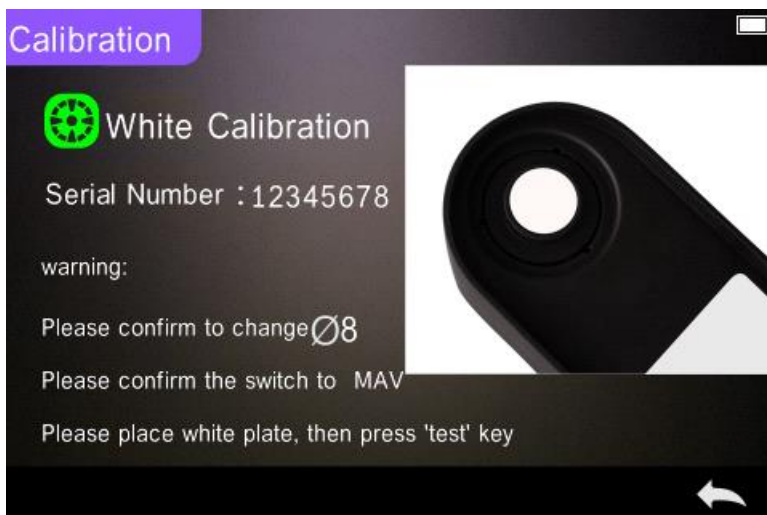 Calibration
White Calibration
Serial Number :12345678
warning:
Please confirm to change∅8
Please confirm the switch to MAV
Please place white plate, then press 'test' key